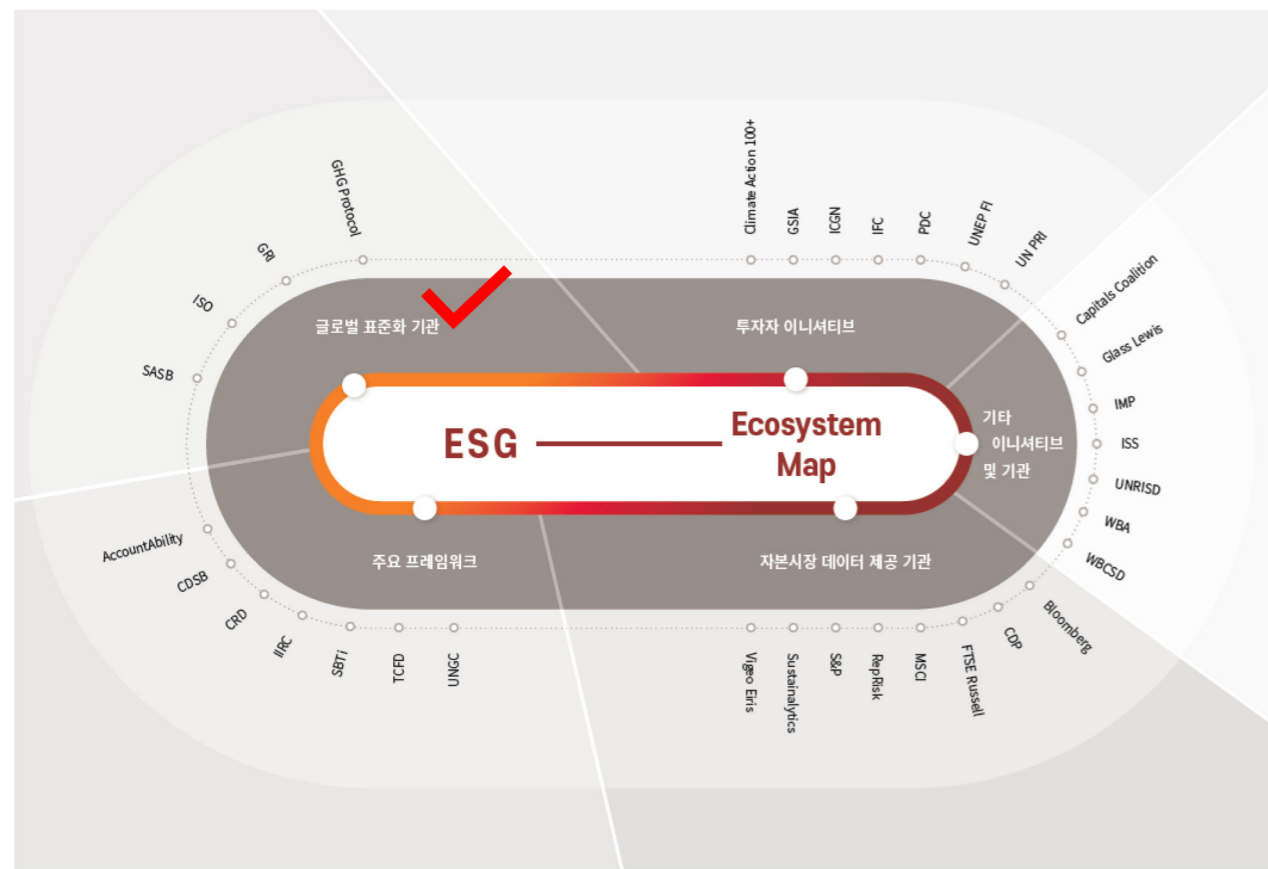 GHG Protocol
GRI
ISO
SASB
글로벌 표준화 기관
Climate Action 100+
GSIA
ICGN
IFC
PDC
UNEP FI
UN PRI
투자자 이니셔티브
Capitals Coalition
Glass Lewis
IMP
ISS
UNRISD
WBA
WBCSD
기타
이니셔티브
및 기관
ESG
Ecosystem
Map
AccountAbility
CDSB
CRD
IIRC
SBTi
TCFD
UNGC
주요 프레임워크
자본시장 데이터 제공 기관
Vigeo Eiris
Sustainalytics
S&P
RepRisk
MSCI
FTSE Russell
CDP
Bloomberg